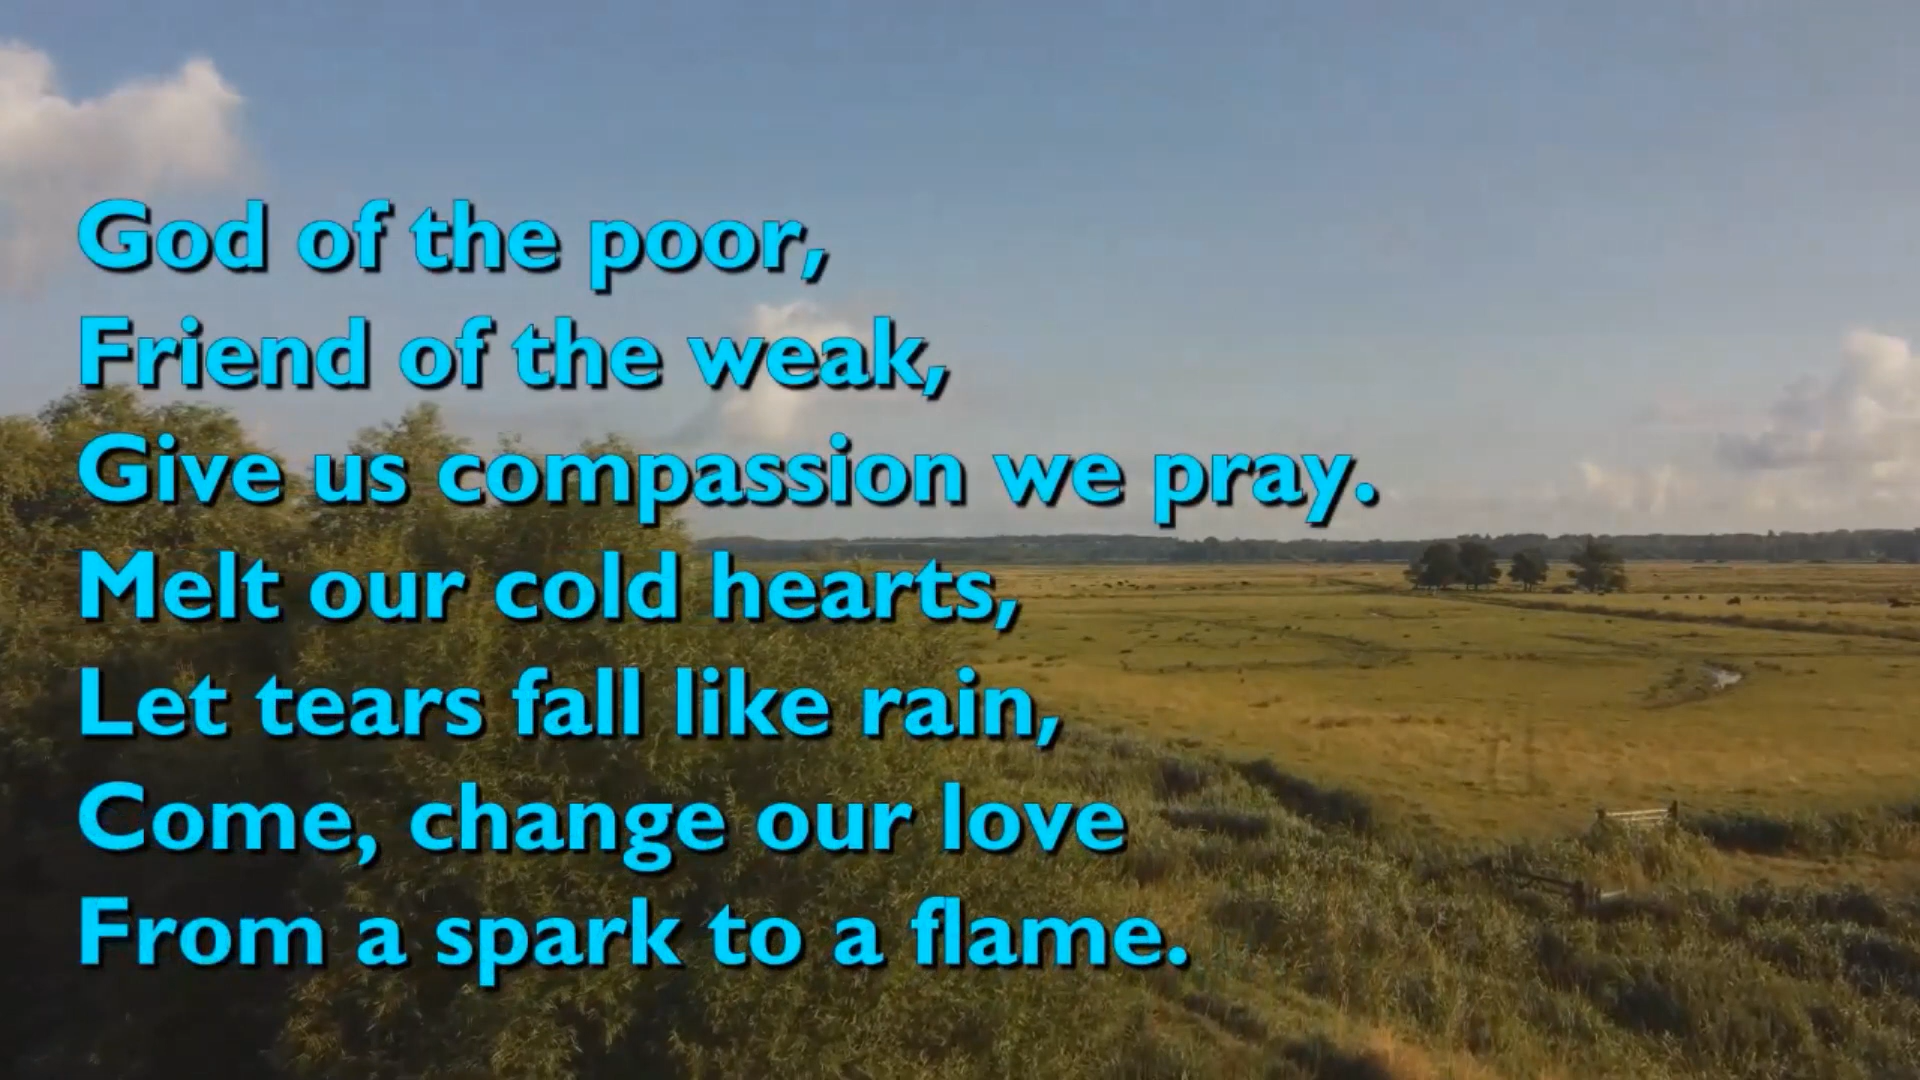 God of the poor,
Friend of the weak,
Give us compassion we pray.
Melt our cold hearts,
Let tears fall like rain,
Come, change our love
From a spark to a flame.